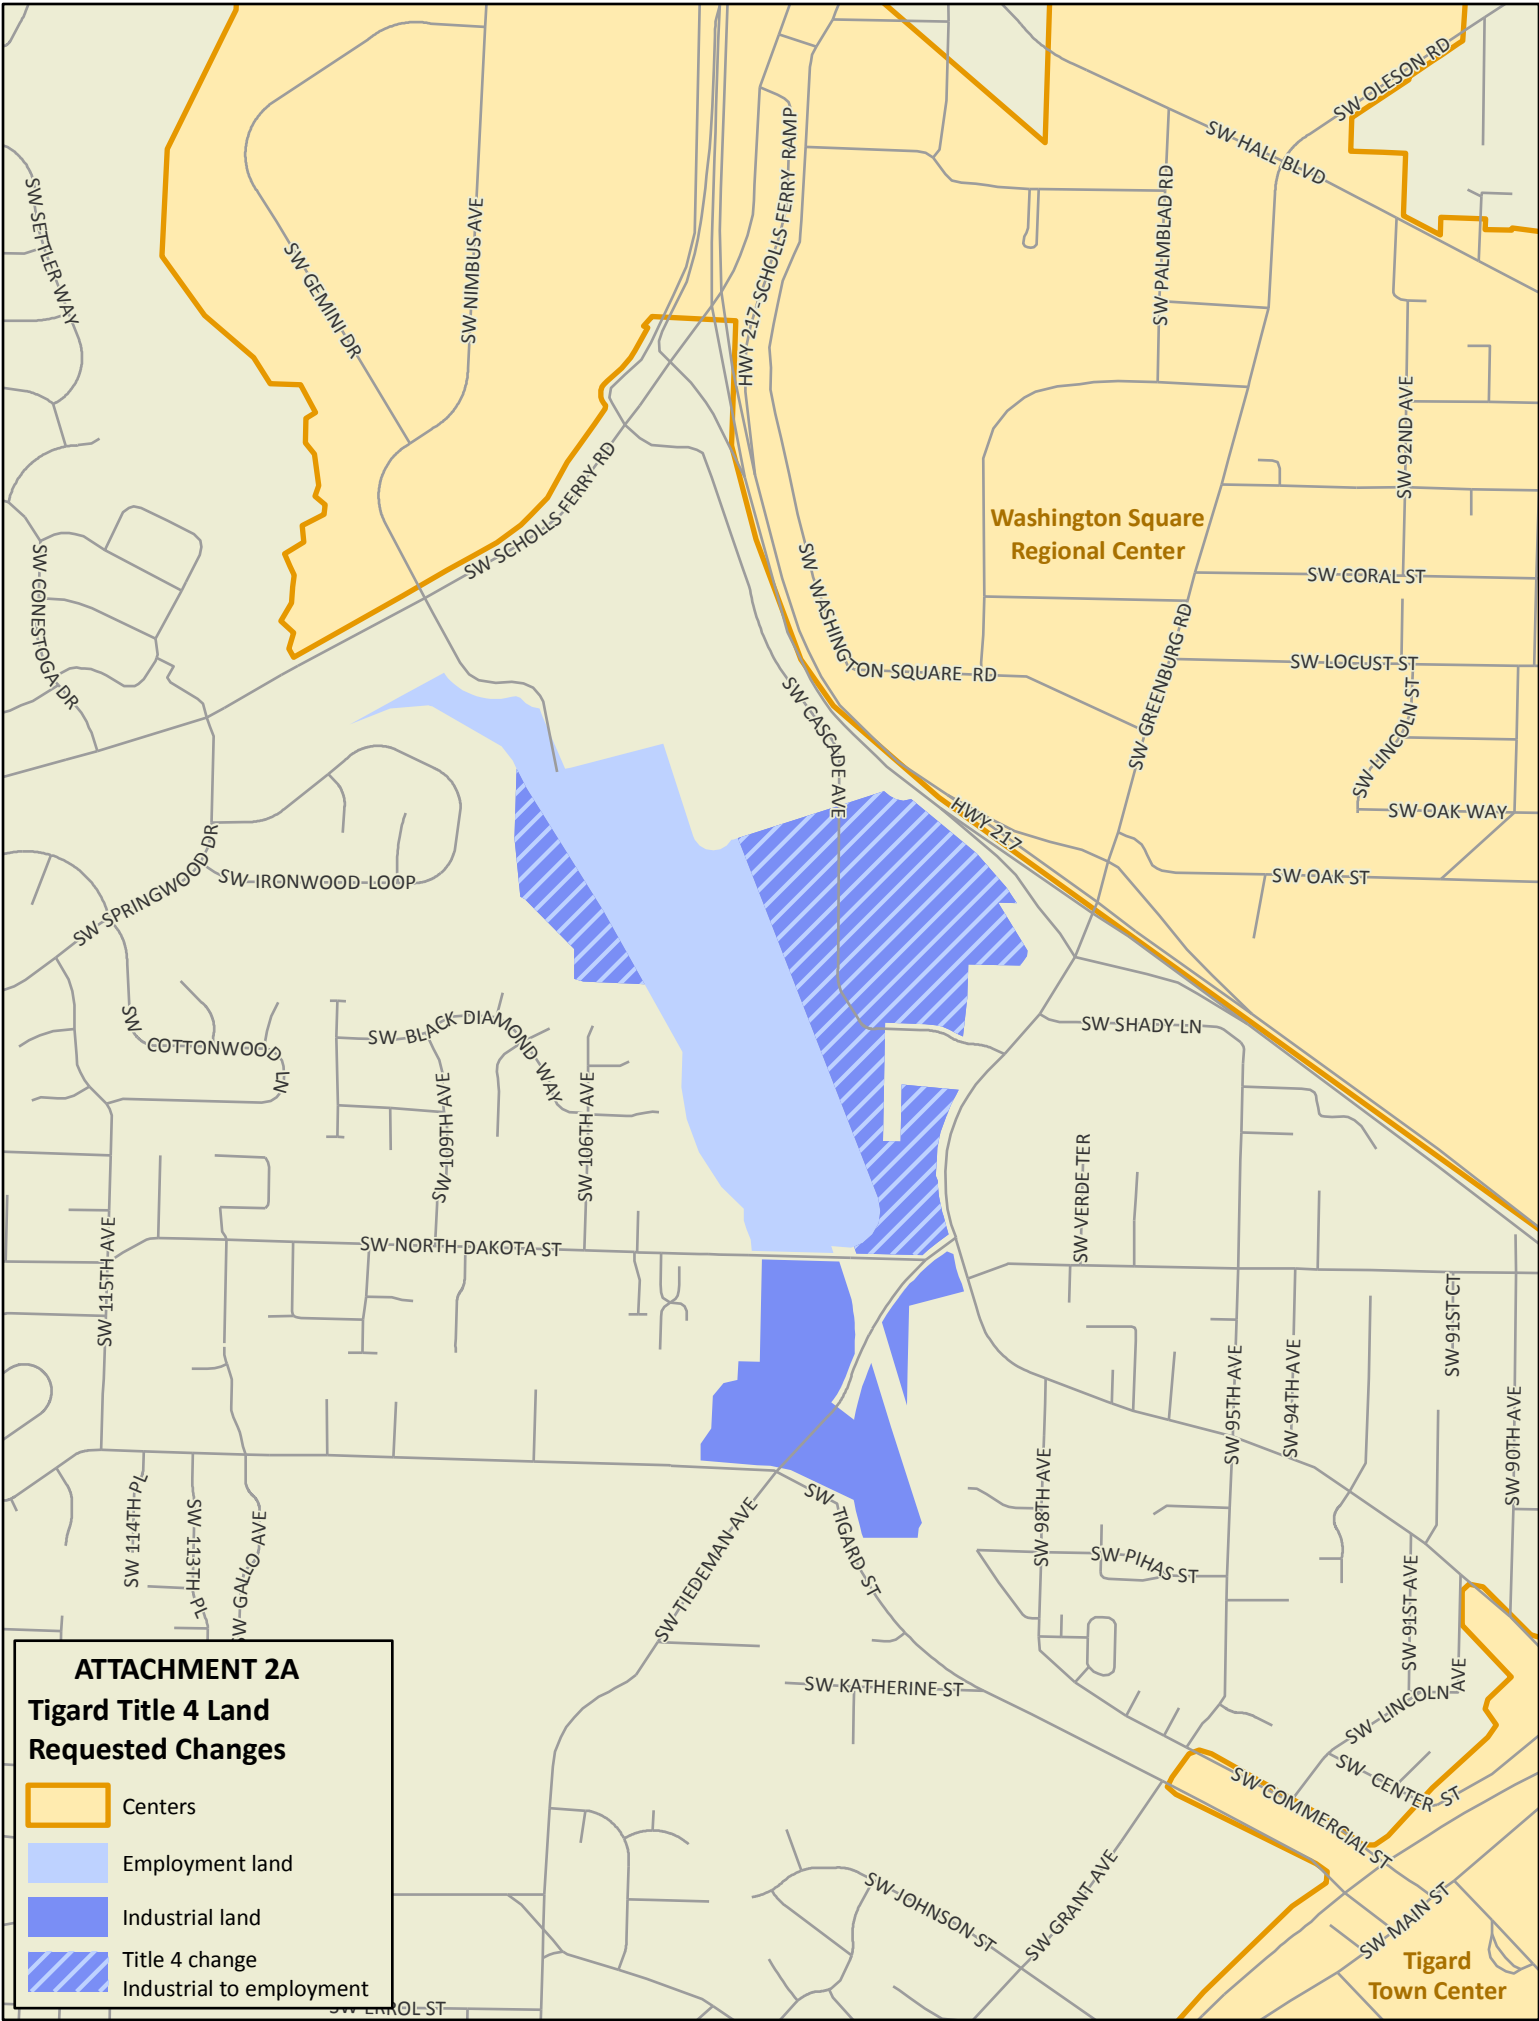 SW OLESON RD
SW HALL BLVD
SW SETTLER WAY
SW GEMINI DR
SW NIMBUS AVE
HWY 217-SCHOLLS FERRY RAMP
SW PALMBLAD RD
SW 92ND AVE
SW SCHOLLS FERRY RD
Washington Square
Regional Center
SW CONESTOGA DR
SW WASHINGTON SQUARE RD
SW CORAL ST
SW GREENBURG RD
SW LOCUST ST
SW LINCOLN ST
SW CASCADE AVE
SW OAK WAY
HWY 217
SW SPRINGWOOD DR
SW IRONWOOD LOOP
SW OAK ST
SW COTTONWOOD LN
SW BLACK DIAMOND WAY
SW SHADY LN
SW 109TH AVE
SW 106TH AVE
SW VERDE TER
SW 115TH AVE
SW NORTH DAKOTA ST
SW 91ST CT
SW 95TH AVE
SW 94TH AVE
SW 90TH AVE
SW 114TH PL
SW 113TH PL
SW GALLO AVE
SW TIEDEMAN AVE
SW TIGARD ST
SW 98TH AVE
SW PIHAS ST
SW 91ST AVE
SW KATHERINE ST
SW LINCOLN AVE
SW CENTER ST
SW COMMERCIAL ST
SW JOHNSON ST
SW GRANT AVE
SW MAIN ST
Tigard
Town Center
ATTACHMENT 2A
Tigard Title 4 Land
Requested Changes
Centers
Employment land
Industrial land
Title 4 change
Industrial to employment
SW ERROL ST